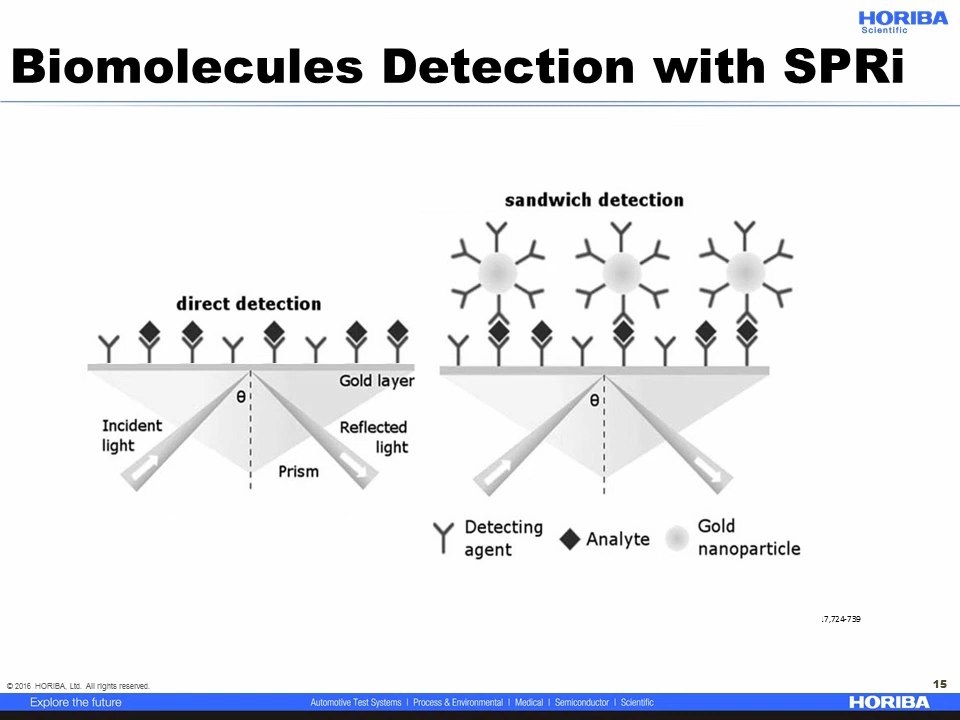 HORIBA
Scientific
Biomolecules Detection with SPRi
sandwich detection
direct detection
Gold layer
θ
Incident
light
Reflected
light
Prism
θ
Detecting
agent
Analyte
Gold
nanoparticle
:7,724-739
© 2016 HORIBA, Ltd. All rights reserved.
15
Explore the future
Automotive Test Systems | Process & Environmental | Medical | Semiconductor | Scientific
HORIBA